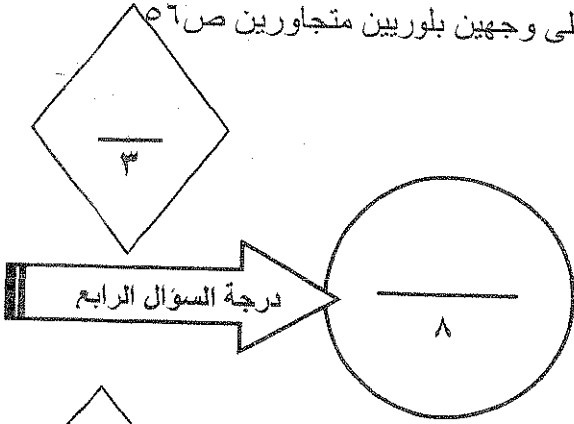 لى وجهين بلوريين متجاورين ص٥٦
٣
درجة السؤال الرابع
٨